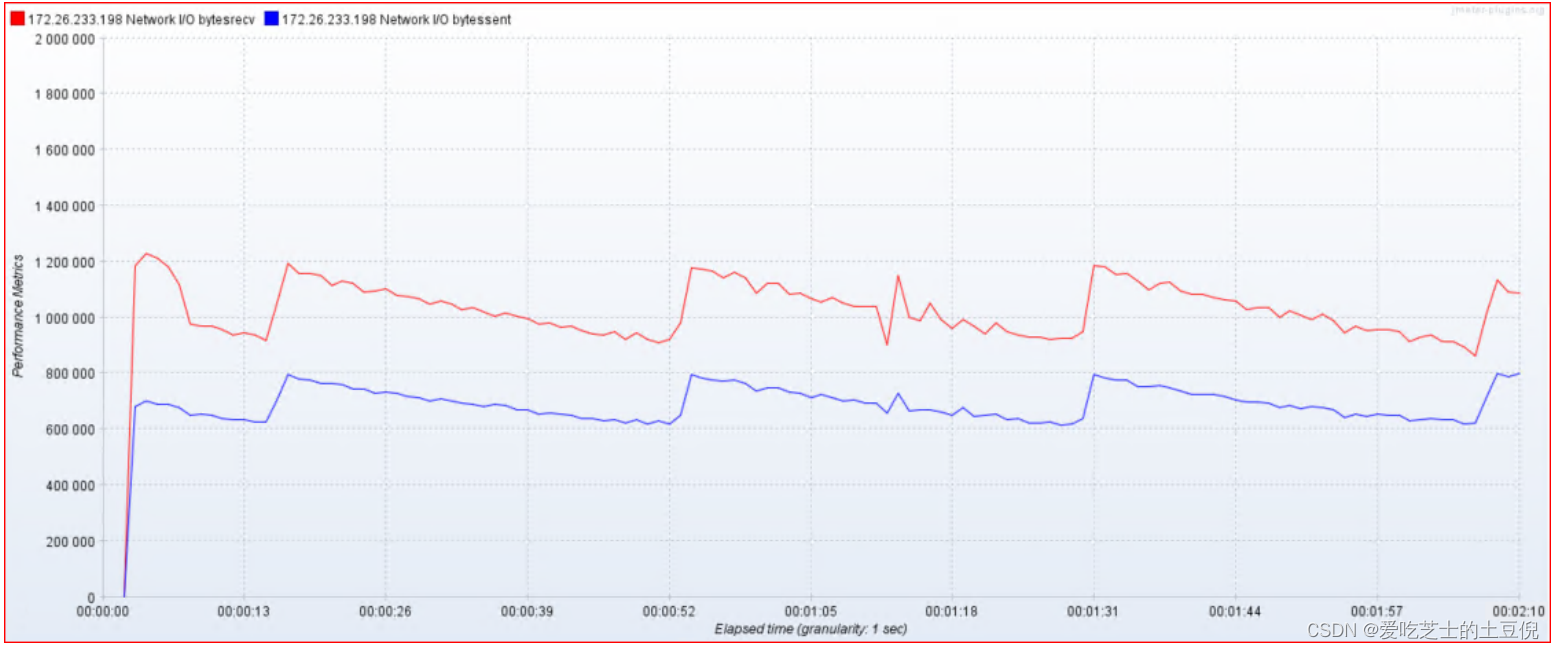 jmeter-plugins.org
172.26.233.198 Network I/O bytesrecv 172.26.233.198 Network I/O bytessent
2 000 000
1 800 000
1 600 000
1 400 000
1 200 000
1 000 000
800 000
600 000
400 000
200 000
0
Performance Metrics
00:00:00 00:00:13 00:00:26 00:00:39 00:00:52 00:01:05 00:01:18 00:01:31 00:01:44 00:01:57 00:02:10
Elapsed time (granularity: 1 sec)
CSDN @爱吃芝士的土豆倪